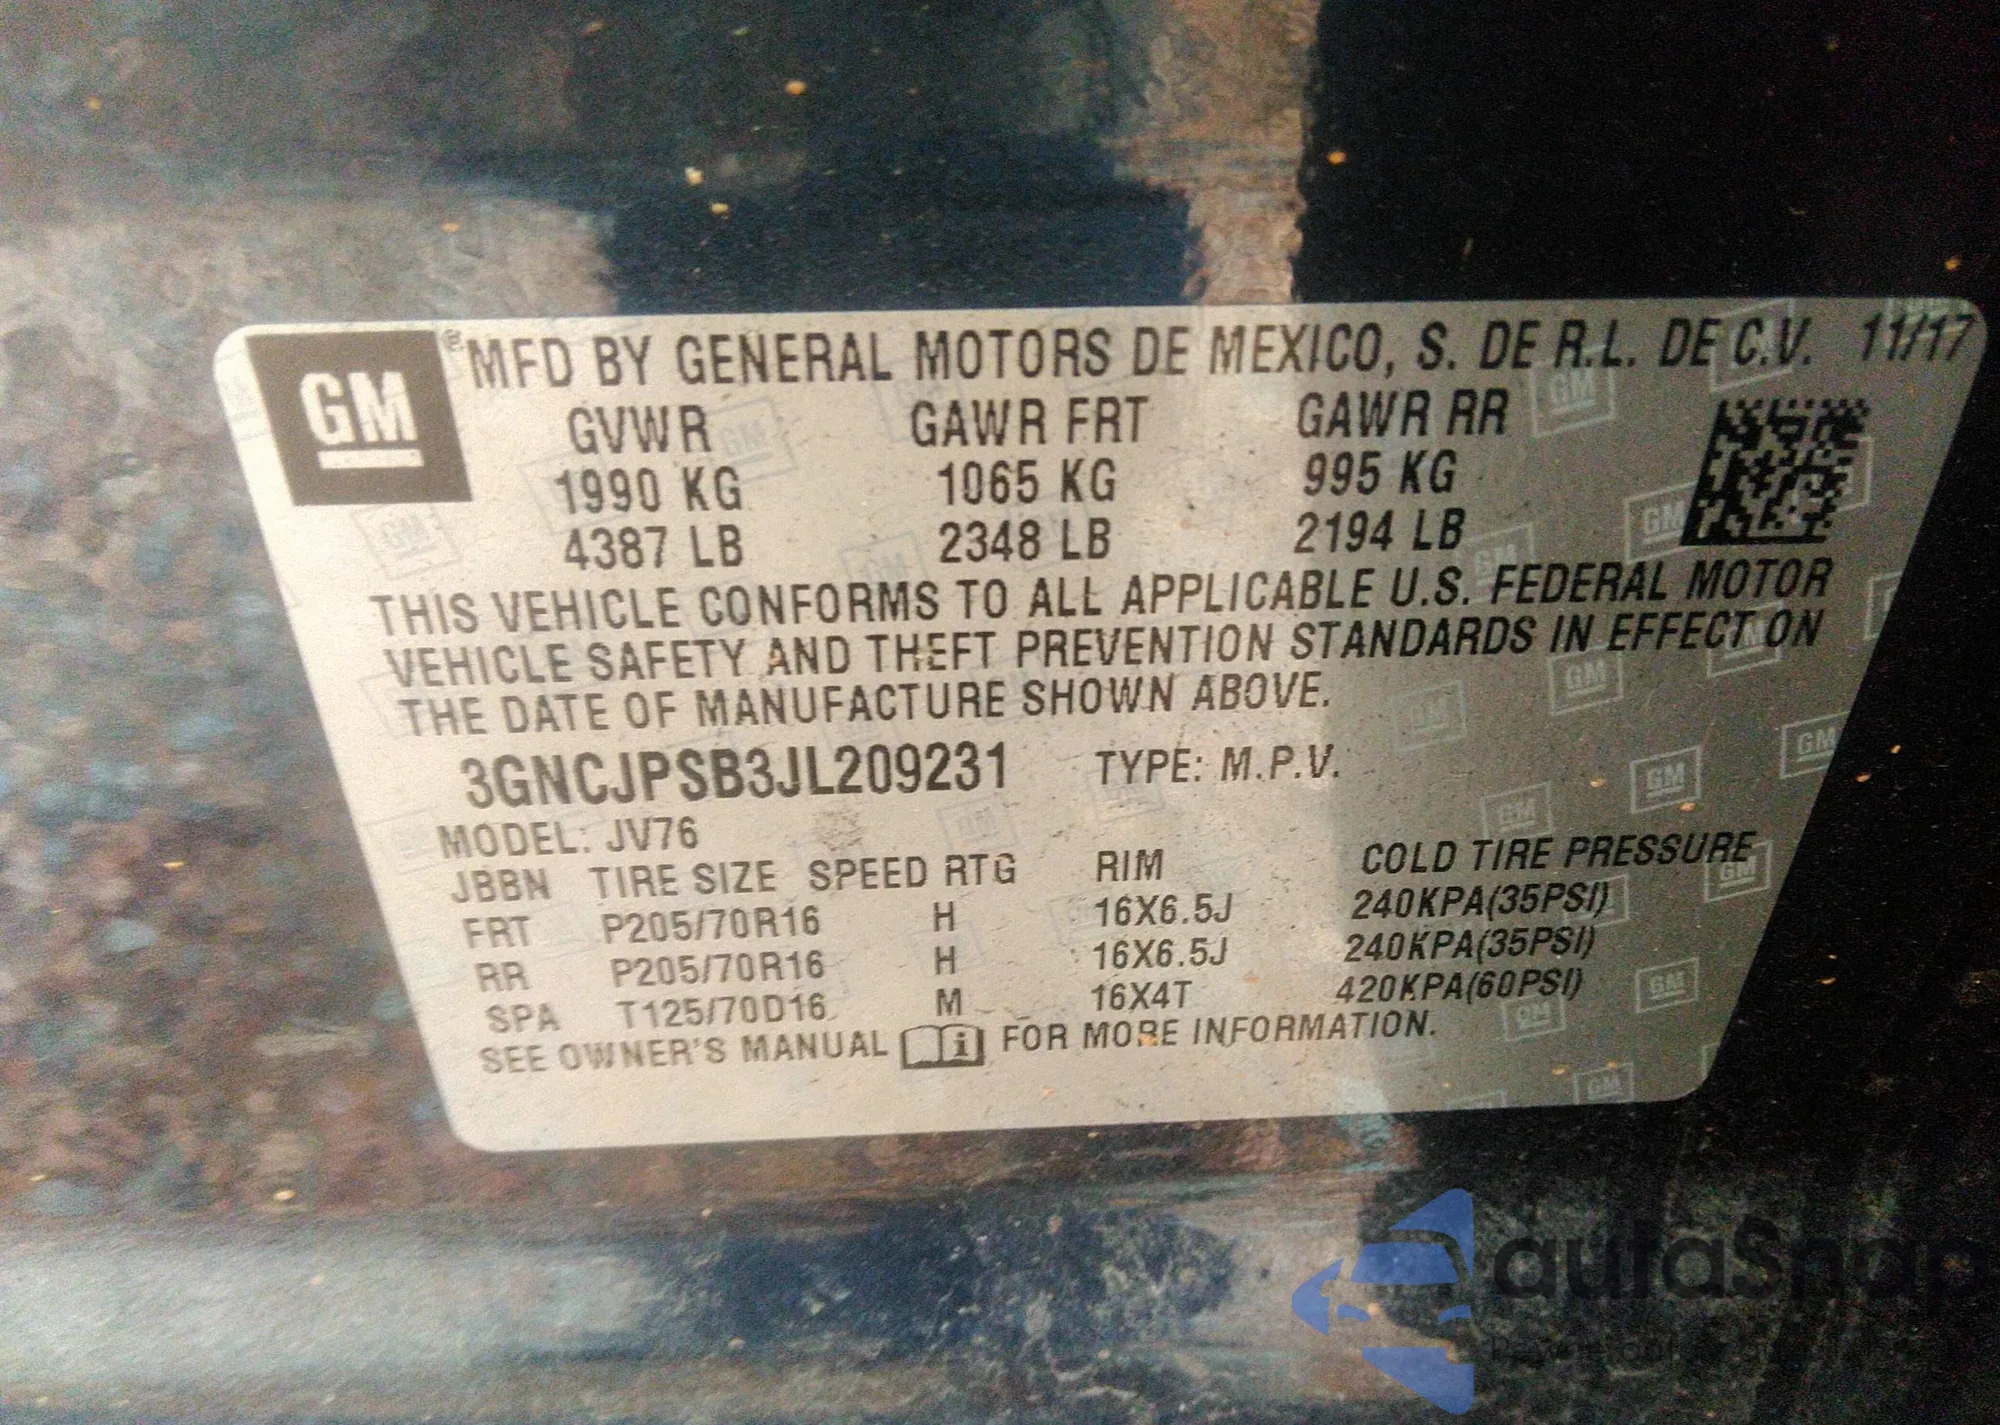 GM
® MFD BY GENERAL MOTORS DE MEXICO, S. DE R.L. DE C.V. 11/17
GVWR GAWR FRT GAWR RR
1990 KG 1065 KG 995 KG
4387 LB 2348 LB 2194 LB
THIS VEHICLE CONFORMS TO ALL APPLICABLE U.S. FEDERAL MOTOR
VEHICLE SAFETY AND THEFT PREVENTION STANDARDS IN EFFECT ON
THE DATE OF MANUFACTURE SHOWN ABOVE.
3GNCJPSB3JL209231 TYPE: M.P.V.
MODEL: JV76
JBBN TIRE SIZE SPEED RTG RIM COLD TIRE PRESSURE
FRT P205/70R16 H 16X6.5J 240KPA(35PSI)
RR P205/70R16 H 16X6.5J 240KPA(35PSI)
SPA T125/70D16 M 16X4T 420KPA(60PSI)
SEE OWNER'S MANUAL i FOR MORE INFORMATION.
autaSnap